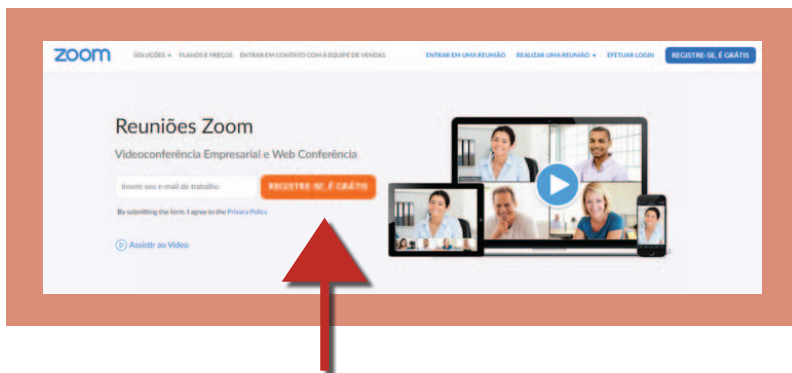 zoom SOLUÇÕES PLANOS E PREÇOS ENTRAR EM CONTATO COM A EQUIPE DE VENDAS ENTRAR EM UMA REUNIÃO REALIZAR UMA REUNIÃO EFETUAR LOGIN REGISTRE-SE, É GRÁTIS
Reuniões Zoom
Videoconferência Empresarial e Web Conferência
Inserir seu e-mail de trabalho REGISTRE-SE, É GRÁTIS
By submitting the form, I agree to the Privacy Policy
Assistir ao Vídeo